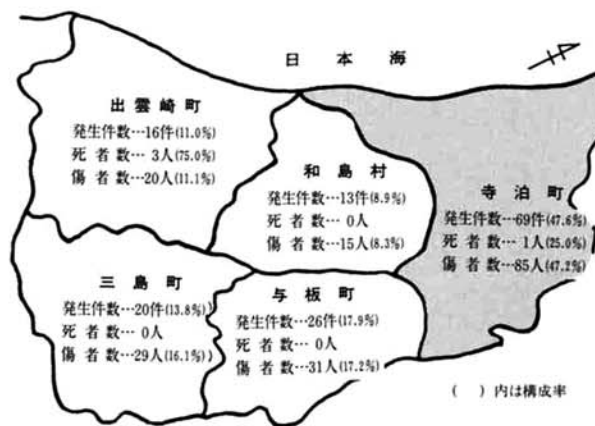 日本海
出雲崎町
発生件数…16件(11.0%)
死者数… 3人(75.0%)
傷者数…20人(11.1%)
和島村
発生件数…13件(8.9%)
死者数… 0人
傷者数…15人(8.3%)
寺泊町
発生件数…69件(47.6%)
死者数… 1人(25.0%)
傷者数…85人(47.2%)
三島町
発生件数…20件(13.8%)
死者数… 0人
傷者数…29人(16.1%)
与板町
発生件数…26件(17.9%)
死者数… 0人
傷者数…31人(17.2%)
( )内は構成率